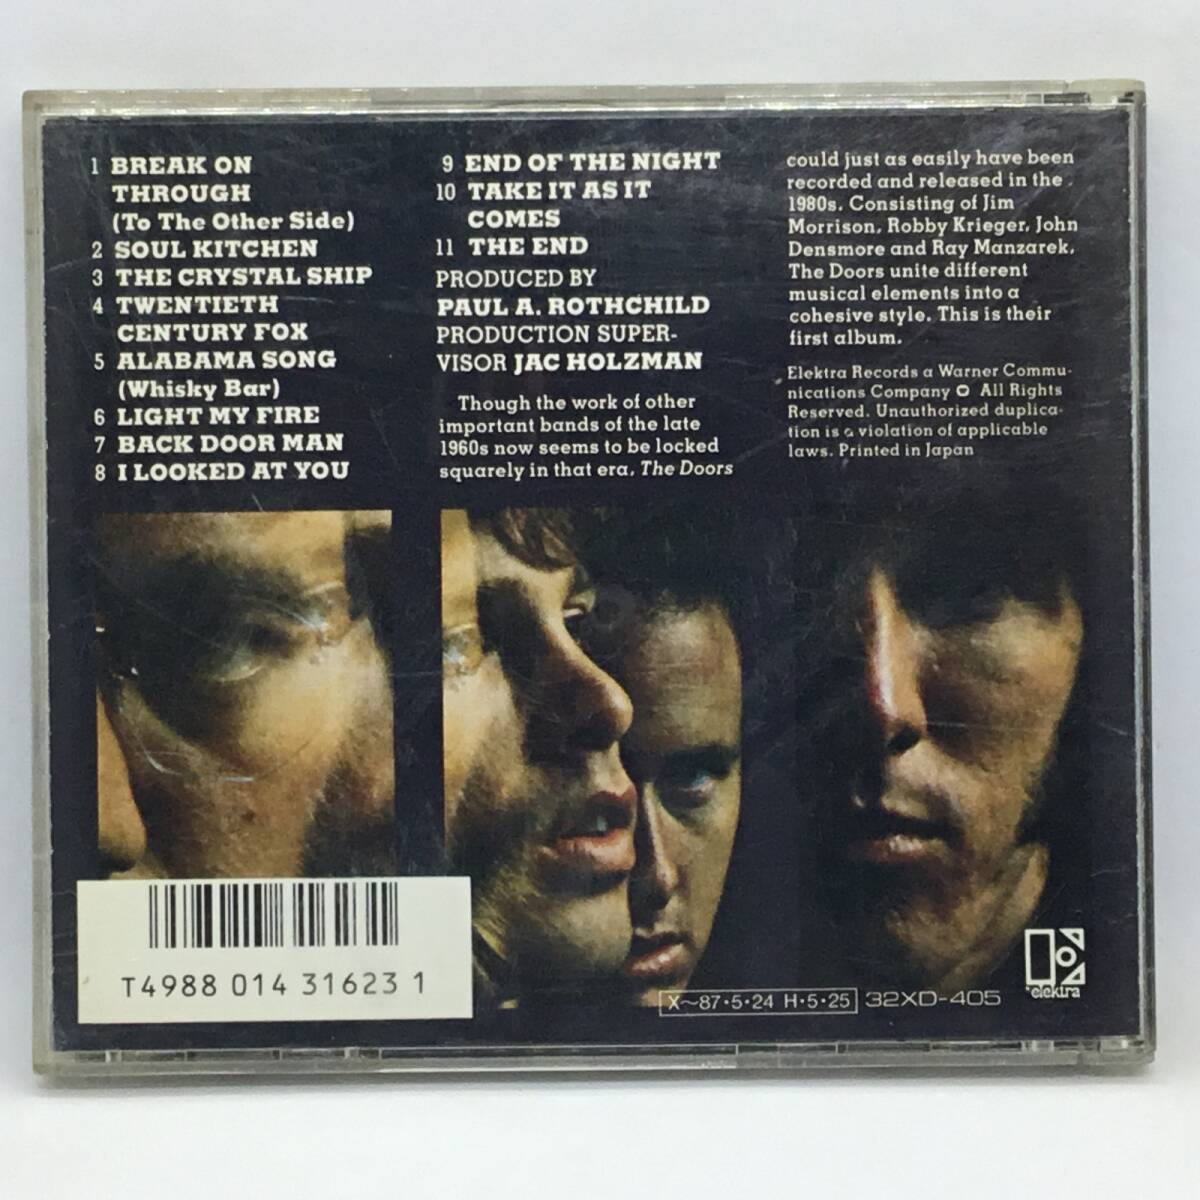 1 BREAK ON
THROUGH
(To The Other Side)
2 SOUL KITCHEN
3 THE CRYSTAL SHIP
4 TWENTIETH
CENTURY FOX
5 ALABAMA SONG
(Whisky Bar)
6 LIGHT MY FIRE
7 BACK DOOR MAN
8 I LOOKED AT YOU
9 END OF THE NIGHT
10 TAKE IT AS IT
COMES
11 THE END
PRODUCED BY
PAUL A. ROTHCHILD
PRODUCTION SUPER-
VISOR JAC HOLZMAN
Though the work of other
important bands of the late
1960s now seems to be locked
squarely in that era, The Doors
could just as easily have been
recorded and released in the
1980s. Consisting of Jim
Morrison, Robby Krieger, John
Densmore and Ray Manzarek,
The Doors unite different
musical elements into a
cohesive style. This is their
first album.
Elektra Records a Warner Commu-
nications Company All Rights
Reserved. Unauthorized duplica-
tion is a violation of applicable
laws. Printed in Japan
T4988 014 31623 1
X~87・5・24 H・5・25 32XD-405
elektra